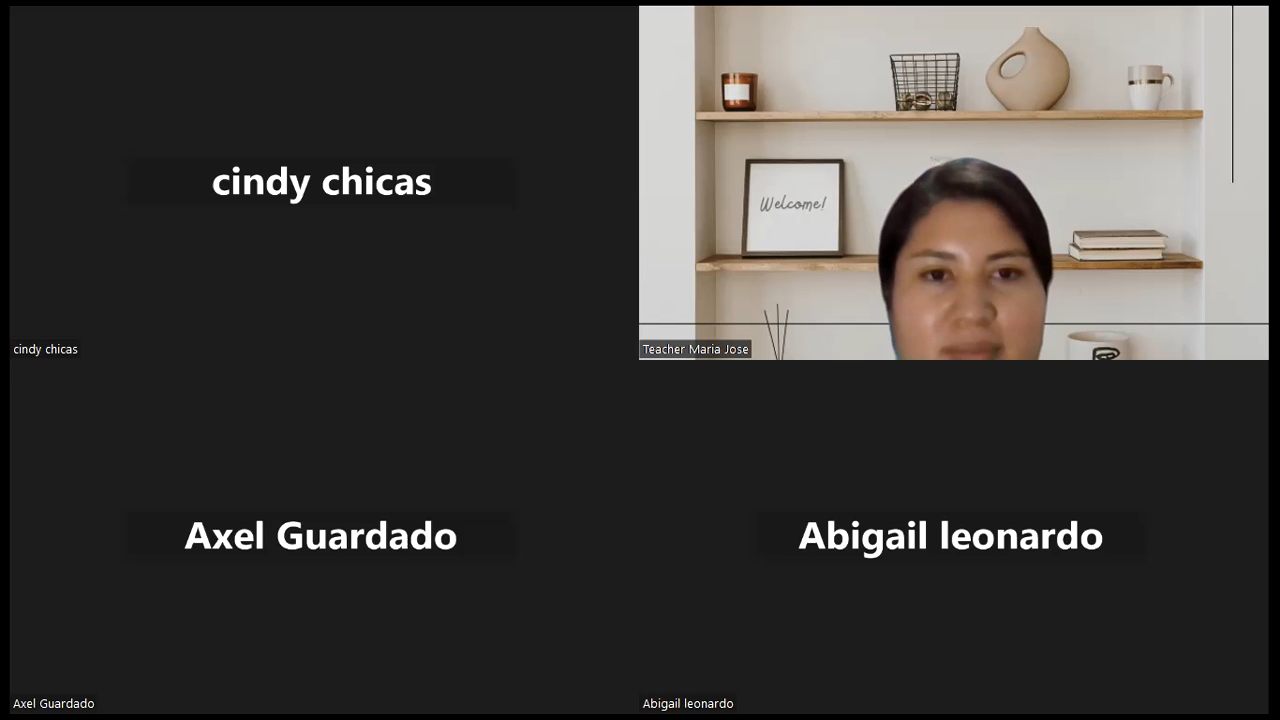 cindy chicas
cindy chicas
Welcome!
Teacher Maria Jose
Axel Guardado
Axel Guardado
Abigail leonardo
Abigail leonardo